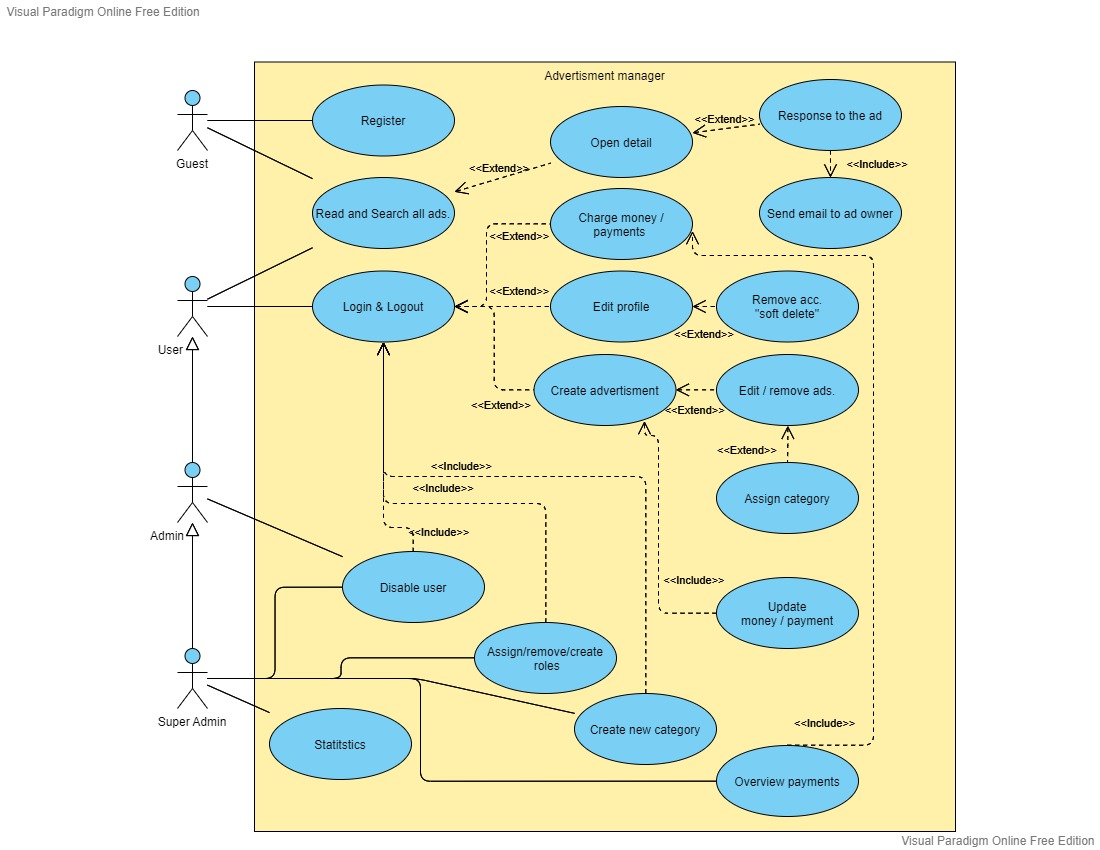 Visual Paradigm Online Free Edition
Advertisment manager
Guest
Register
Open detail
<<Extend>>
Response to the ad
<<Extend>>
<<Include>>
Read and Search all ads.
Charge money /
payments
Send email to ad owner
<<Extend>>
User
Login & Logout
<<Extend>>
Edit profile
Remove acc.
"soft delete"
<<Extend>>
Create advertisment
Edit / remove ads.
<<Extend>>
<<Extend>>
<<Extend>>
Admin
<<Include>>
<<Include>>
Assign category
<<Include>>
Disable user
<<Include>>
Update
money / payment
Assign/remove/create
roles
Super Admin
<<Include>>
Create new category
Statitstics
Overview payments
Visual Paradigm Online Free Edition